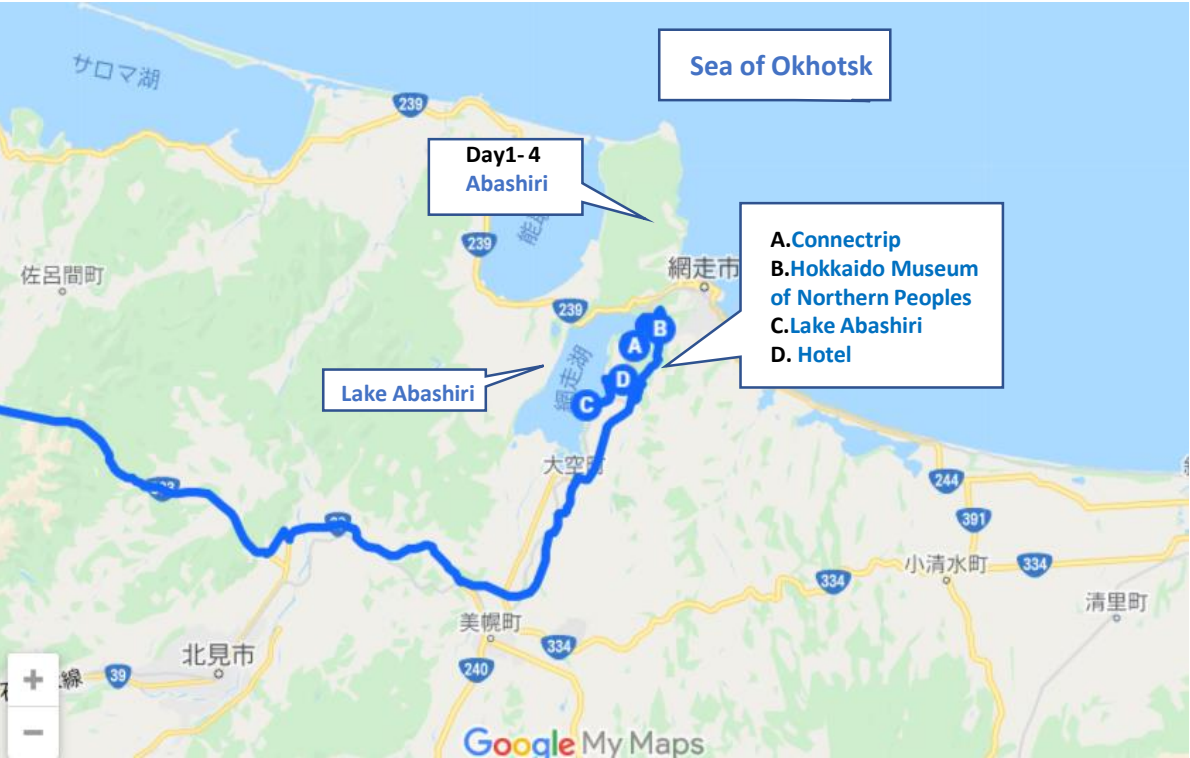 サロマ湖
Sea of Okhotsk
239
Day1- 4
Abashiri
239
A.Connectrip
B.Hokkaido Museum
of Northern Peoples
C.Lake Abashiri
D. Hotel
佐呂間町
網走市
239
B
A
D
C
網走湖
Lake Abashiri
大空町
244
391
334
小清水町
334
清里町
美幌町
334
240
北見市
39
線
+
−
Google My Maps